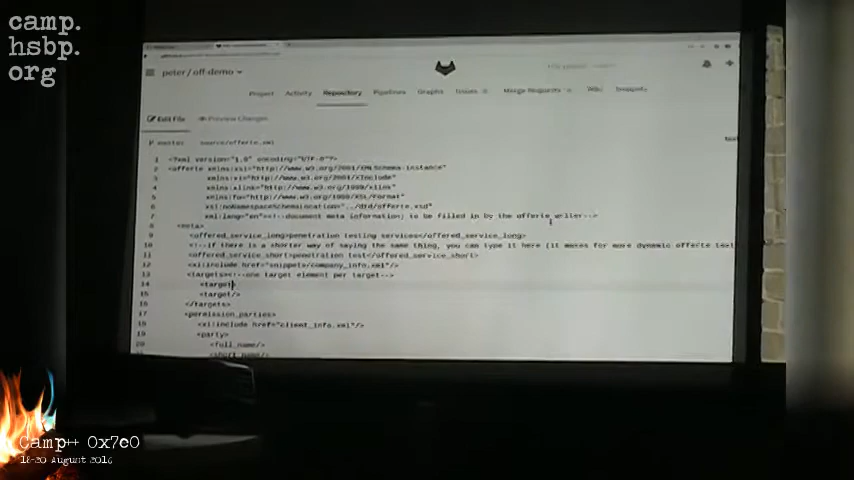 camp.
hsbp.
org
peter / off-demo
Project Activity Repository Pipelines Graphs Issues Merge Requests Wiki Snippets
Edit File Preview Changes
source/offerte.xml
1 <?xml version="1.0" encoding="UTF-8"?>
2 <offerte xmlns:xsi="http://www.w3.org/2001/XMLSchema-instance"
3 xmlns:xi="http://www.w3.org/2001/XInclude"
4 xmlns:xlink="http://www.w3.org/1999/xlink"
5 xmlns:fo="http://www.w3.org/1999/XSL/Format"
6 xsi:noNamespaceSchemaLocation="../dtd/offerte.xsd"
7 xml:lang="en"><!--document meta information; to be filled in by the offerte writer-->
8 <meta>
9 <offered_service_long>penetration testing services</offered_service_long>
10 <!--if there is a shorter way of saying the same thing, you can type it here (it makes for more dynamic offerte text
11 <offered_service_short>penetration test</offered_service_short>
12 <xi:include href="snippets/company_info.xml"/>
13 <targets><!--one target element per target-->
14 <target
15 <target/>
16 </targets>
17 <permission_parties>
18 <xi:include href="client_info.xml"/>
19 <party>
20 <full_name/>
21 <short_name/>
Camp++ 0x7e0
18-20 August 2016